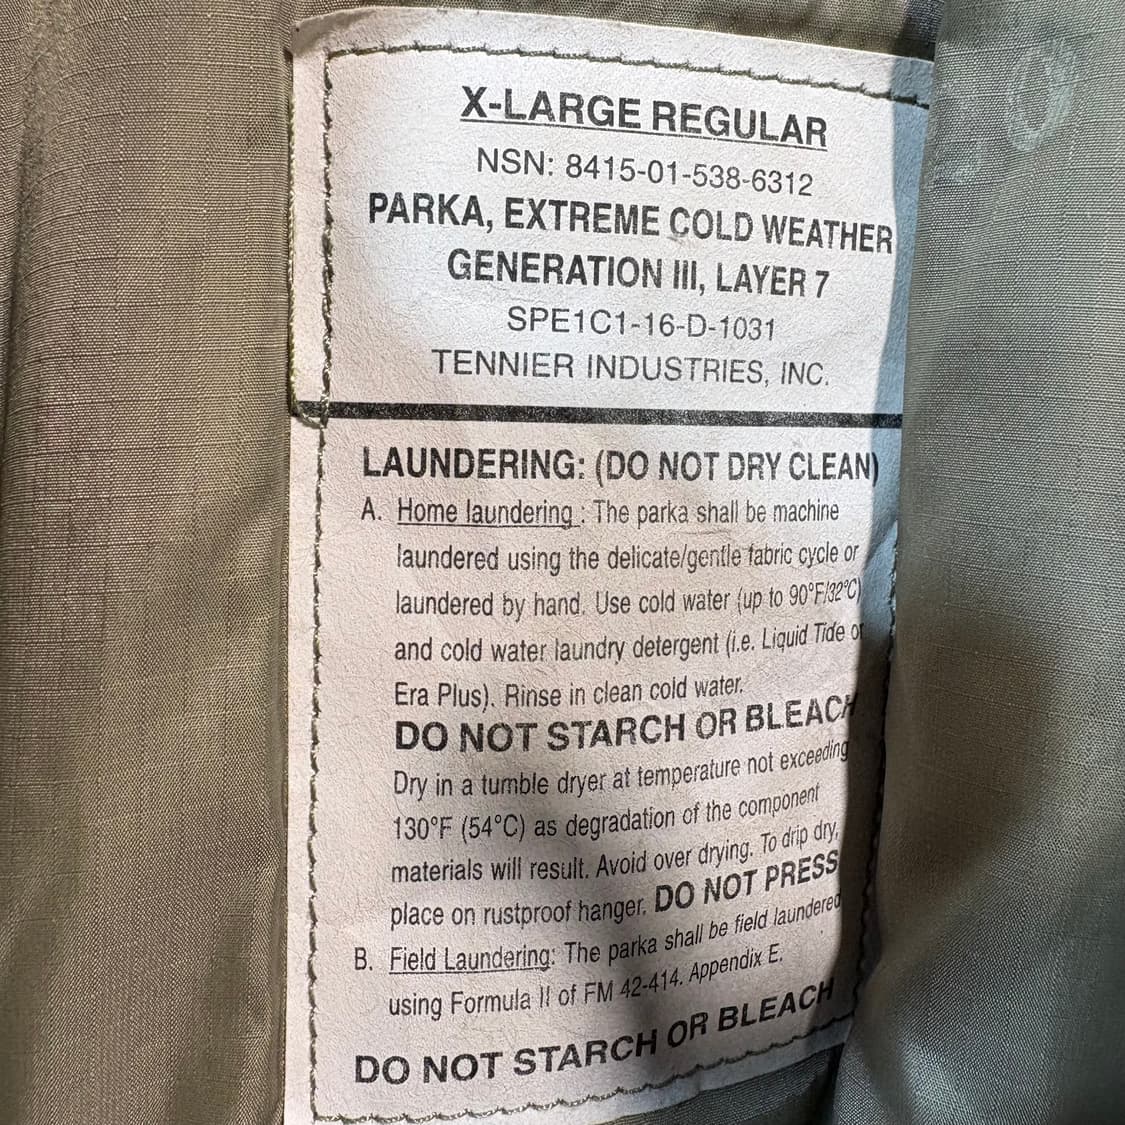 X-LARGE REGULAR
NSN: 8415-01-538-6312
PARKA, EXTREME COLD WEATHER
GENERATION III, LAYER 7
SPE1C1-16-D-1031
TENNIER INDUSTRIES, INC.
LAUNDERING: (DO NOT DRY CLEAN)
A. Home laundering : The parka shall be machine
laundered using the delicate/gentle fabric cycle or
laundered by hand. Use cold water (up to 90°F/32°C)
and cold water laundry detergent (i.e. Liquid Tide or
Era Plus). Rinse in clean cold water.
DO NOT STARCH OR BLEACH
Dry in a tumble dryer at temperature not exceeding
130°F (54°C) as degradation of the component
materials will result. Avoid over drying. To drip dry,
place on rustproof hanger. DO NOT PRESS
B. Field Laundering: The parka shall be field laundered
using Formula II of FM 42-414. Appendix E.
DO NOT STARCH OR BLEACH